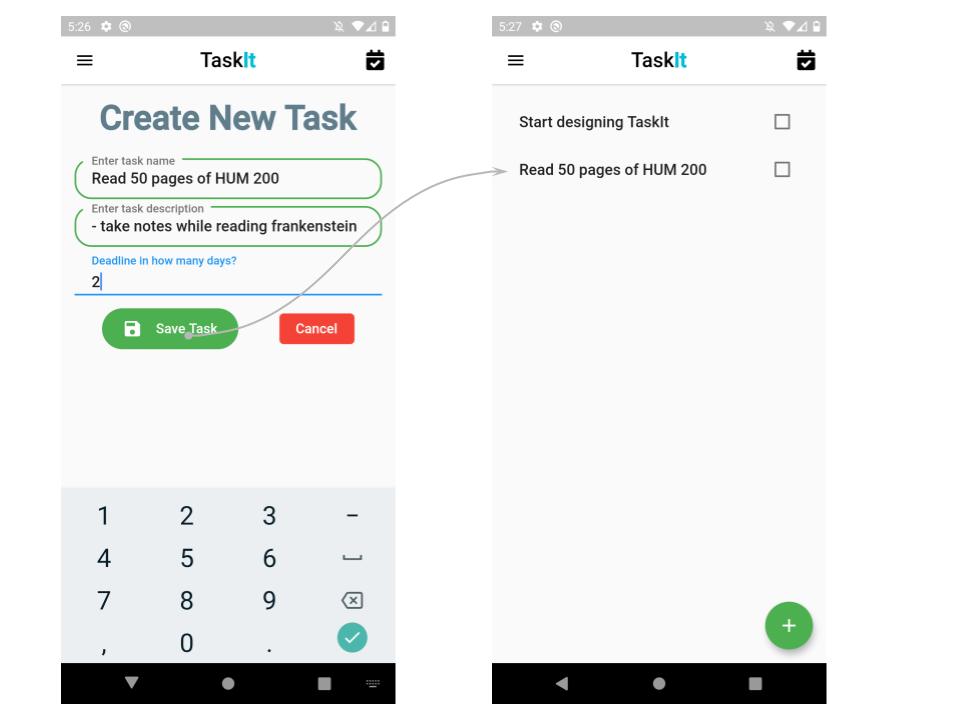 5:26
TaskIt
Create New Task
Enter task name
Read 50 pages of HUM 200
Enter task description
- take notes while reading frankenstein
Deadline in how many days?
2
Save Task
Cancel
1 2 3 -
4 5 6
7 8 9
, 0 .
5:27
TaskIt
Start designing TaskIt
Read 50 pages of HUM 200
+